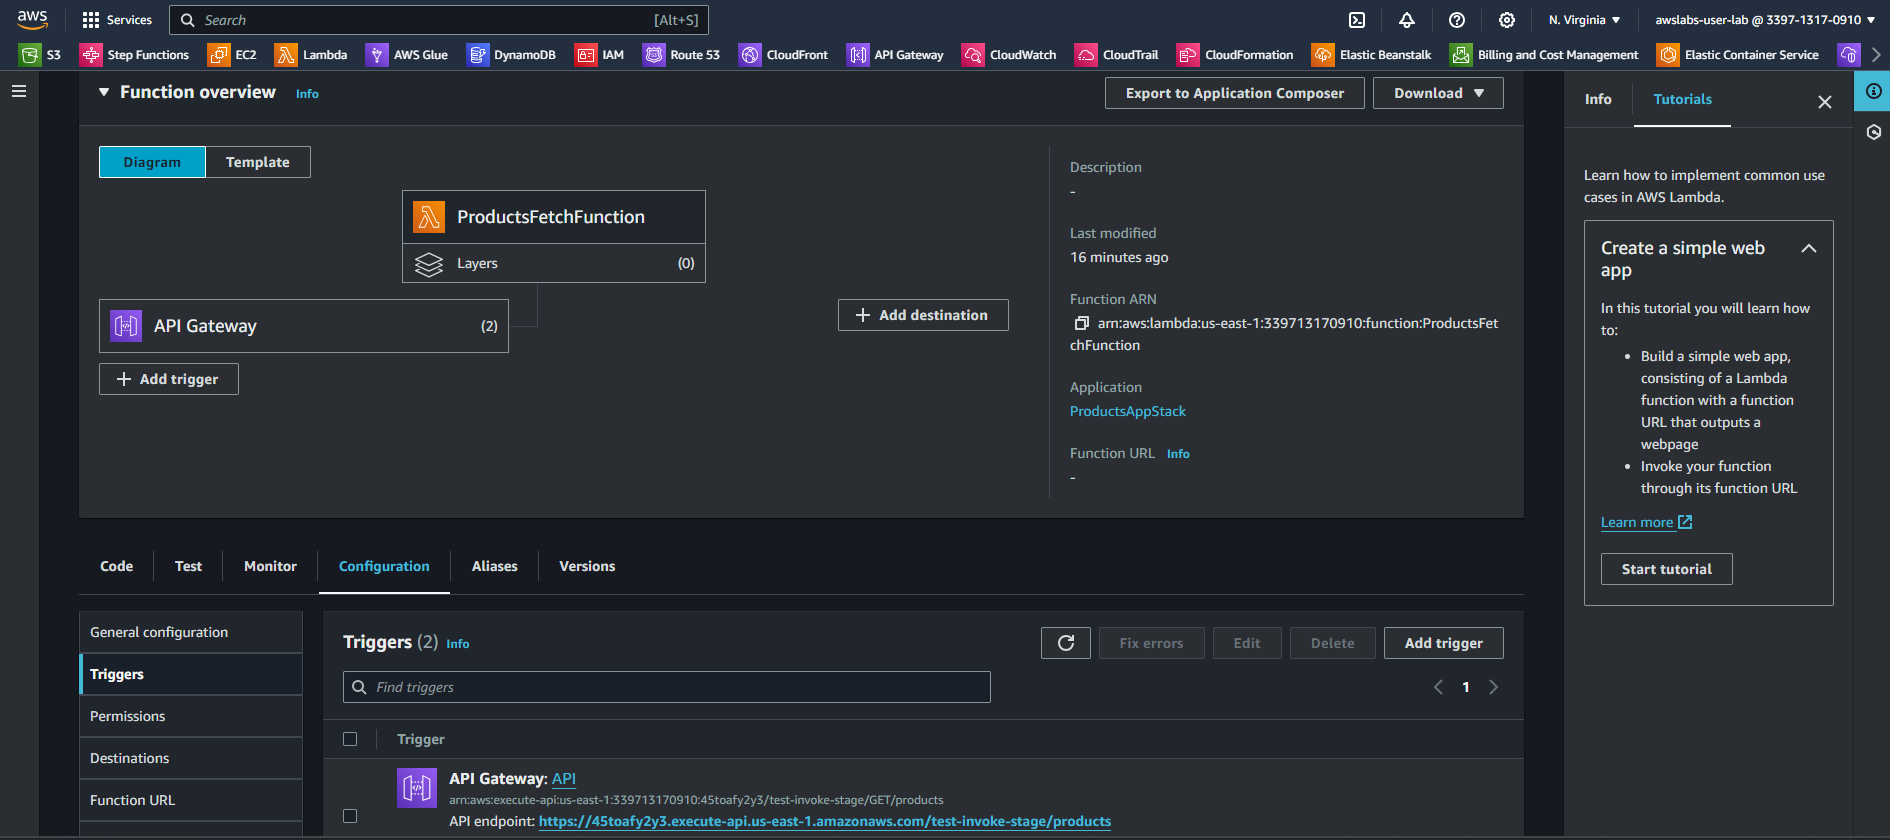 aws
Services
Search
[Alt+S]
N. Virginia
awslabs-user-lab @ 3397-1317-0910
S3
Step Functions
EC2
Lambda
AWS Glue
DynamoDB
IAM
Route 53
CloudFront
API Gateway
CloudWatch
CloudTrail
CloudFormation
Elastic Beanstalk
Billing and Cost Management
Elastic Container Service
Function overview
Info
Export to Application Composer
Download
Diagram
Template
ProductsFetchFunction
Layers
(0)
API Gateway
(2)
Add trigger
Add destination
Description
-
Last modified
16 minutes ago
Function ARN
arn:aws:lambda:us-east-1:339713170910:function:ProductsFet
chFunction
Application
ProductsAppStack
Function URL
Info
-
Code
Test
Monitor
Configuration
Aliases
Versions
General configuration
Triggers
Permissions
Destinations
Function URL
Triggers (2)
Info
Fix errors
Edit
Delete
Add trigger
Find triggers
1
Trigger
API Gateway: API
arn:aws:execute-api:us-east-1:339713170910:45toafy2y3/test-invoke-stage/GET/products
API endpoint: https://45toafy2y3.execute-api.us-east-1.amazonaws.com/test-invoke-stage/products
Info
Tutorials
Learn how to implement common use
cases in AWS Lambda.
Create a simple web
app
In this tutorial you will learn how
to:
• Build a simple web app,
consisting of a Lambda
function with a function
URL that outputs a
webpage
• Invoke your function
through its function URL
Learn more
Start tutorial